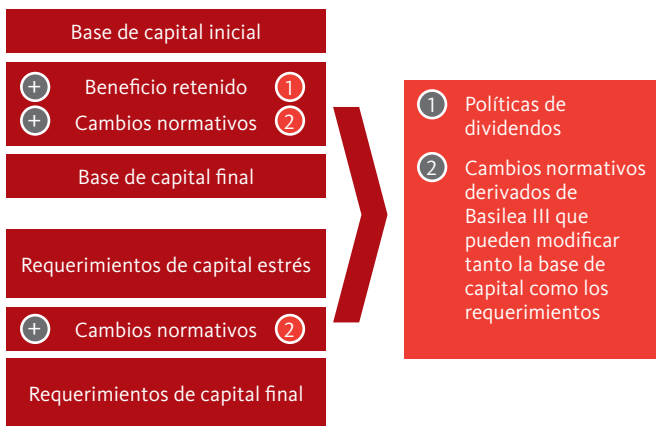 Base de capital inicial
+ Beneficio retenido 1
+ Cambios normativos 2
Base de capital final
Requerimientos de capital estrés
+ Cambios normativos 2
Requerimientos de capital final
1 Políticas de
dividendos
2 Cambios normativos
derivados de
Basilea III que
pueden modificar
tanto la base de
capital como los
requerimientos